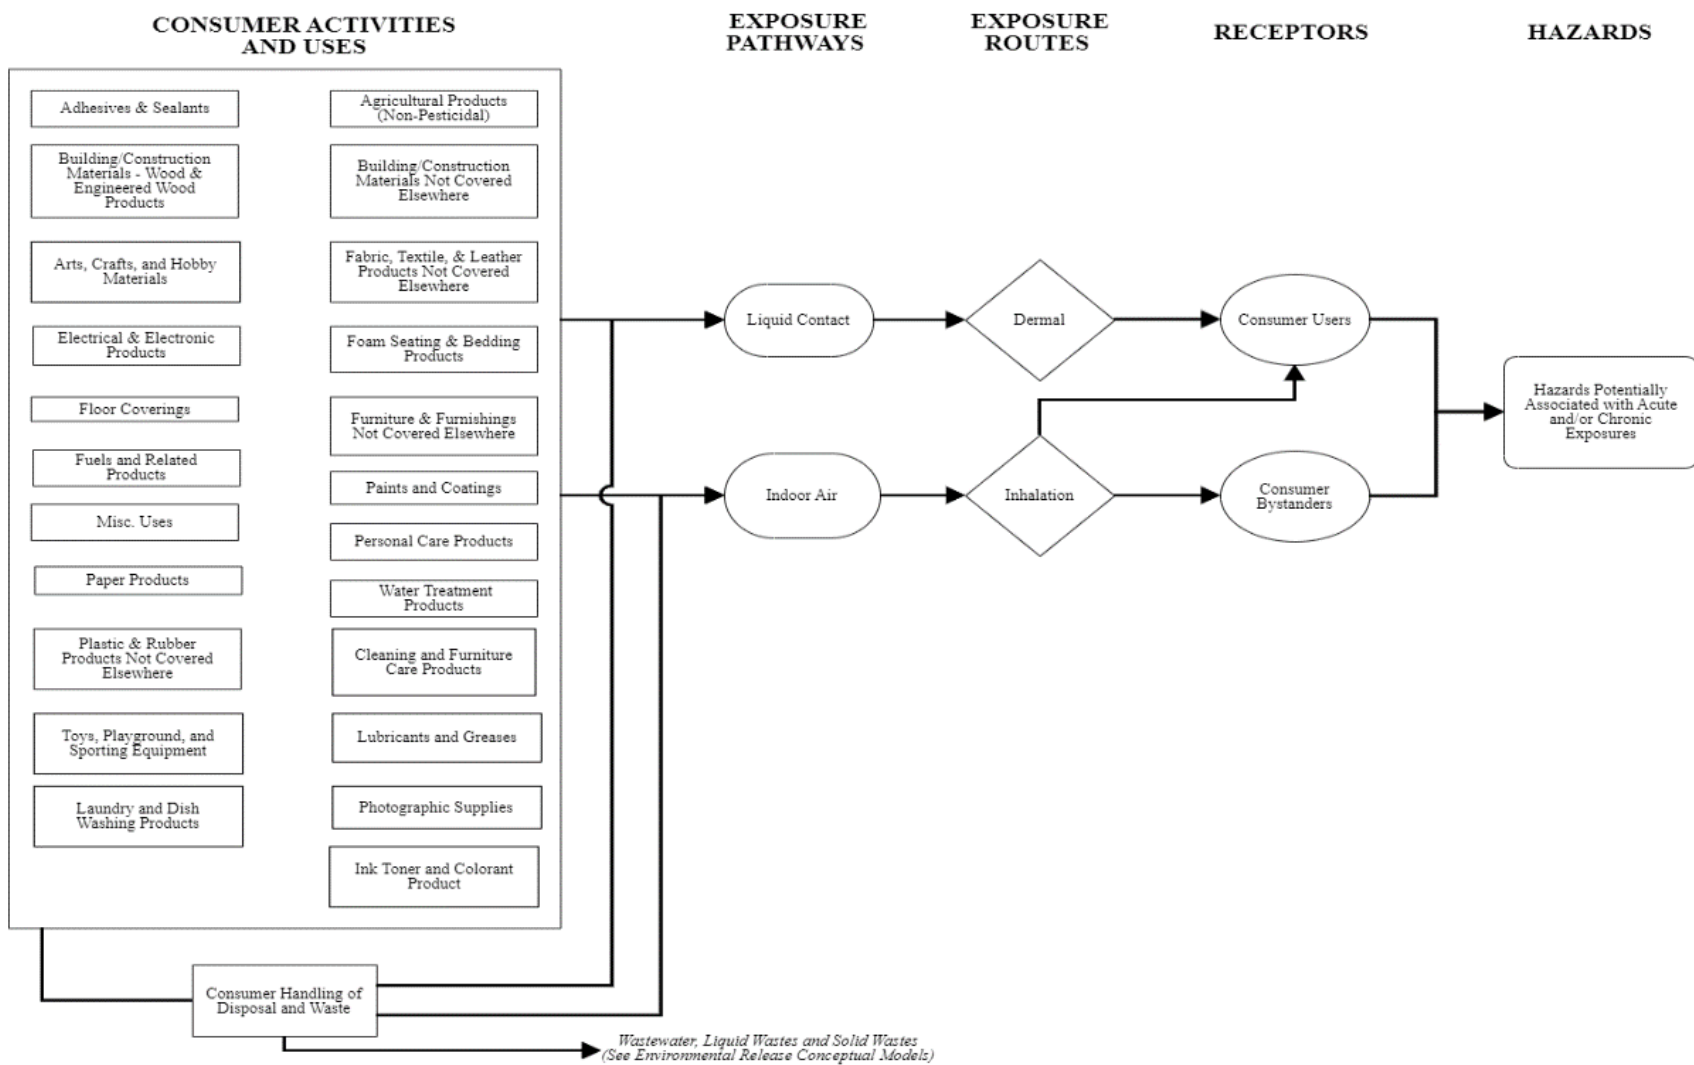 CONSUMER ACTIVITIES
AND USES
EXPOSURE
PATHWAYS
EXPOSURE
ROUTES
RECEPTORS
HAZARDS
Adhesives & Sealants
Building/Construction
Materials - Wood &
Engineered Wood
Products
Arts, Crafts, and Hobby
Materials
Electrical & Electronic
Products
Floor Coverings
Fuels and Related
Products
Misc. Uses
Paper Products
Plastic & Rubber
Products Not Covered
Elsewhere
Toys, Playground, and
Sporting Equipment
Laundry and Dish
Washing Products
Agricultural Products
(Non-Pesticidal)
Building/Construction
Materials Not Covered
Elsewhere
Fabric, Textile, & Leather
Products Not Covered
Elsewhere
Foam Seating & Bedding
Products
Furniture & Furnishings
Not Covered Elsewhere
Paints and Coatings
Personal Care Products
Water Treatment
Products
Cleaning and Furniture
Care Products
Lubricants and Greases
Photographic Supplies
Ink Toner and Colorant
Product
Liquid Contact
Dermal
Consumer Users
Indoor Air
Inhalation
Consumer
Bystanders
Hazards Potentially
Associated with Acute
and/or Chronic
Exposures
Consumer Handling of
Disposal and Waste
Wastewater, Liquid Wastes and Solid Wastes
(See Environmental Release Conceptual Models)